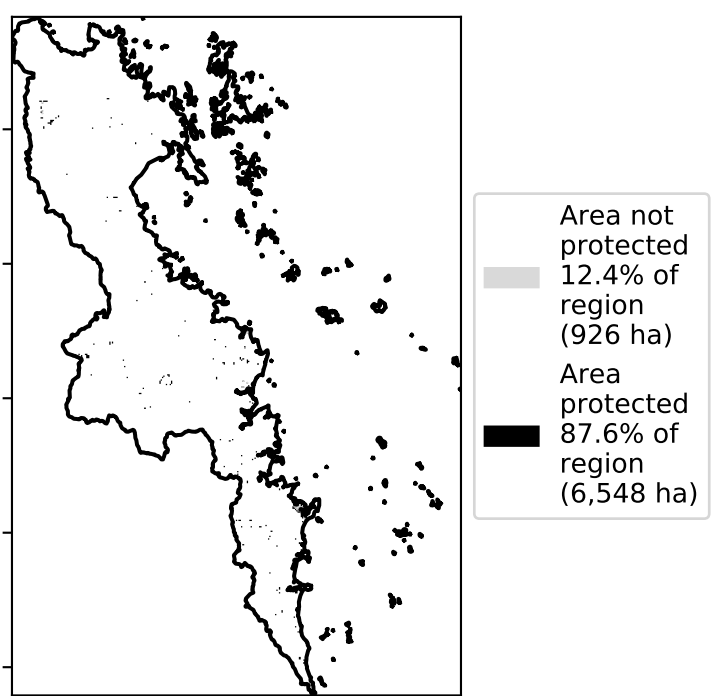 Area not
protected
12.4% of
region
(926 ha)
Area
protected
87.6% of
region
(6,548 ha)